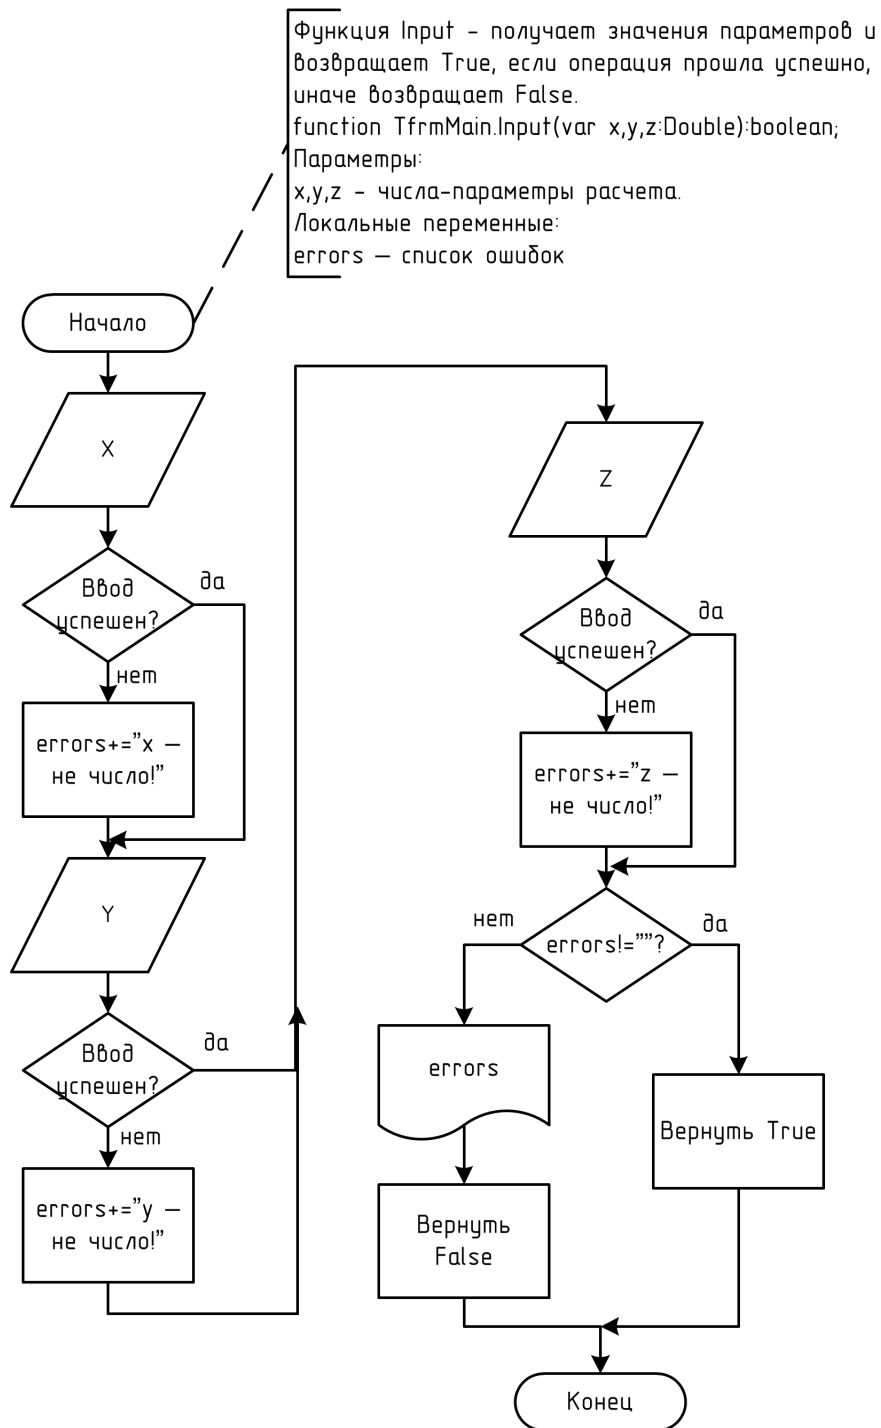 Функция Input - получает значения параметров и
возвращает True, если операция прошла успешно,
иначе возвращает False.
function TfrmMain.Input(var x,y,z:Double):boolean;
Параметры:
x,y,z - числа-параметры расчета.
Локальные переменные:
errors — список ошибок
Начало
X
Ввод
успешен?
да
нет
errors+="x —
не число!"
Y
Ввод
успешен?
да
нет
errors+="y —
не число!"
Z
Ввод
успешен?
да
нет
errors+="z —
не число!"
errors!=""?
нет
да
errors
Вернуть
False
Вернуть True
Конец